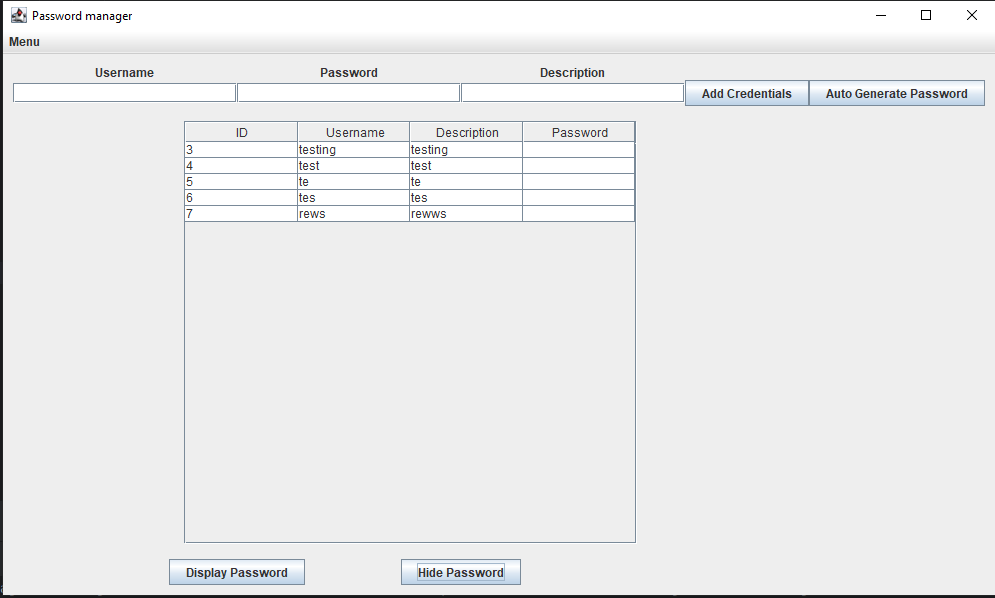 Password manager
Menu
Username Password Description
Add Credentials Auto Generate Password
ID Username Description Password
3 testing testing
4 test test
5 te te
6 tes tes
7 rews rewws
Display Password Hide Password